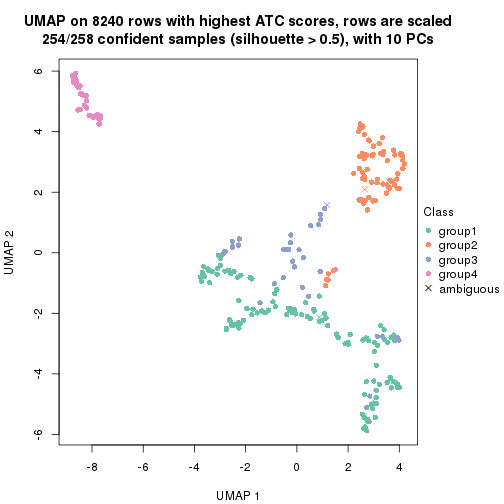 UMAP on 8240 rows with highest ATC scores, rows are scaled
254/258 confident samples (silhouette > 0.5), with 10 PCs
6
4
2
0
-2
-4
-6
UMAP 2
-8
-6
-4
-2
0
2
4
UMAP 1
Class
group1
group2
group3
group4
ambiguous